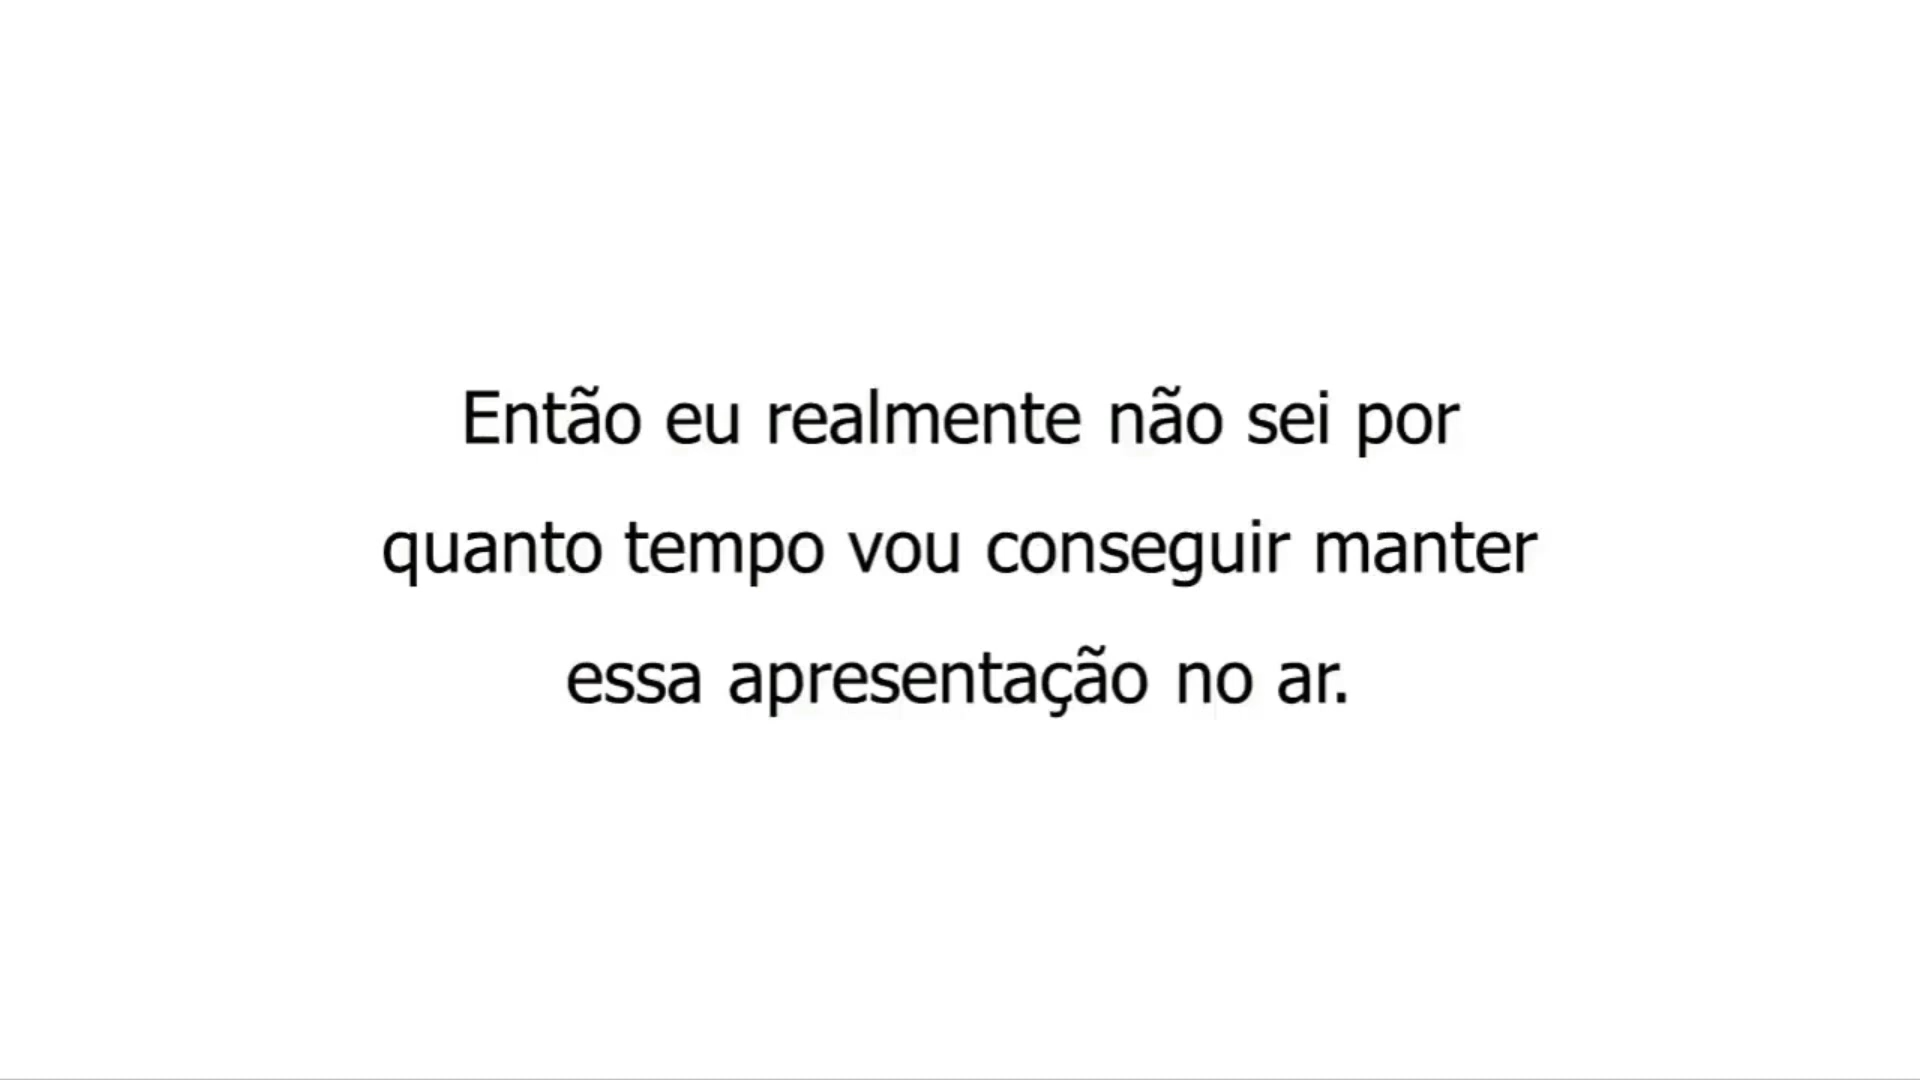 Então eu realmente não sei por
quanto tempo vou conseguir manter
essa apresentação no ar.